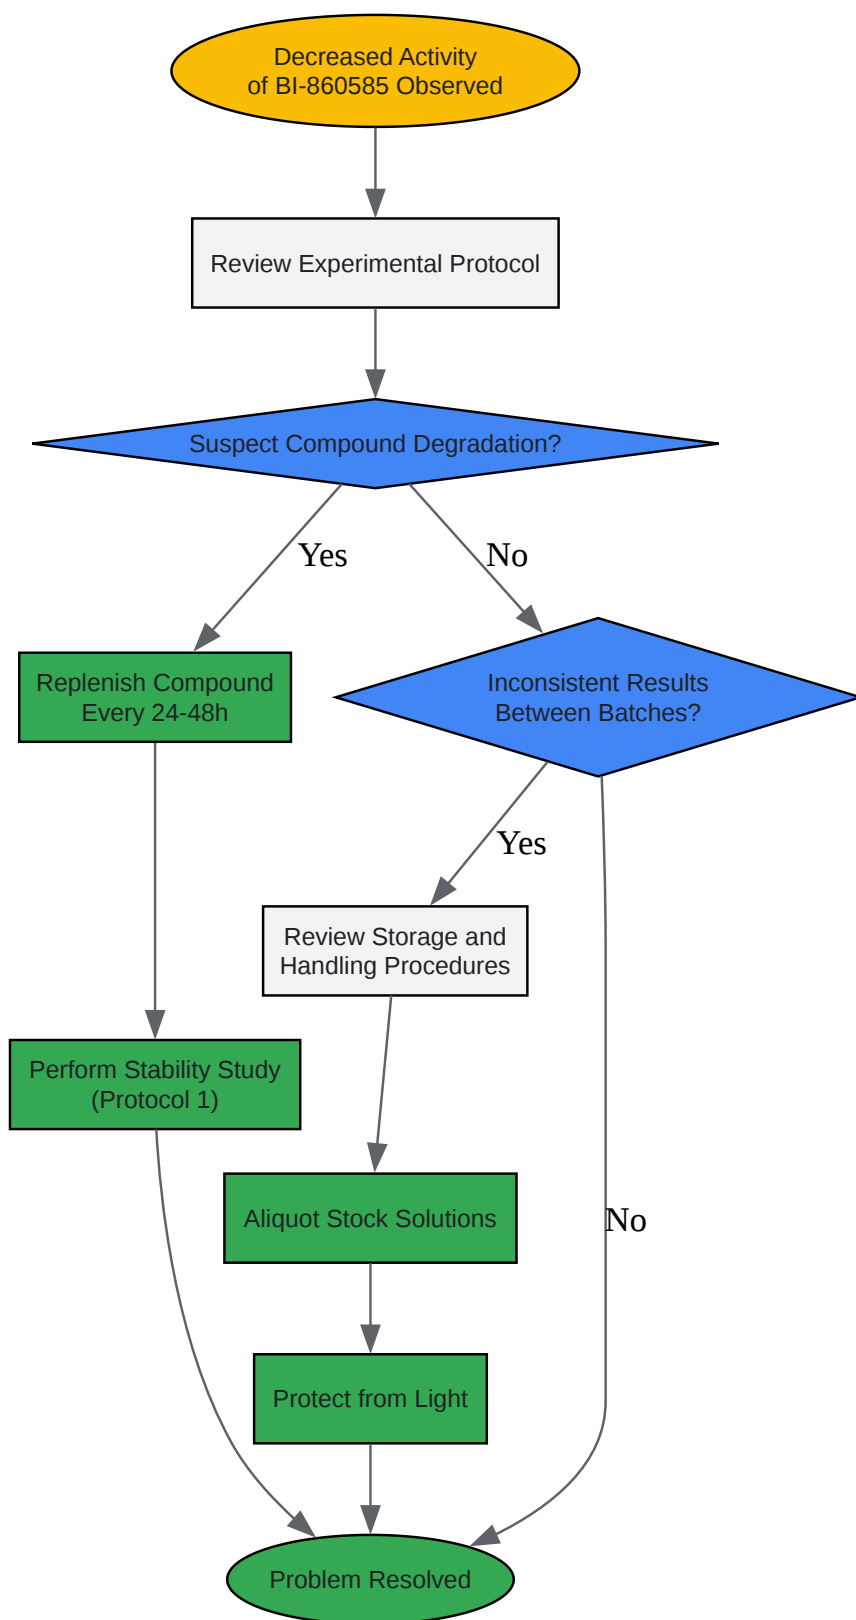 Decreased Activity
of BI-860585 Observed
Review Experimental Protocol
Suspect Compound Degradation?
Yes
No
Replenish Compound
Every 24-48h
Inconsistent Results
Between Batches?
Yes
Review Storage and
Handling Procedures
Perform Stability Study
(Protocol 1)
Aliquot Stock Solutions
No
Protect from Light
Problem Resolved